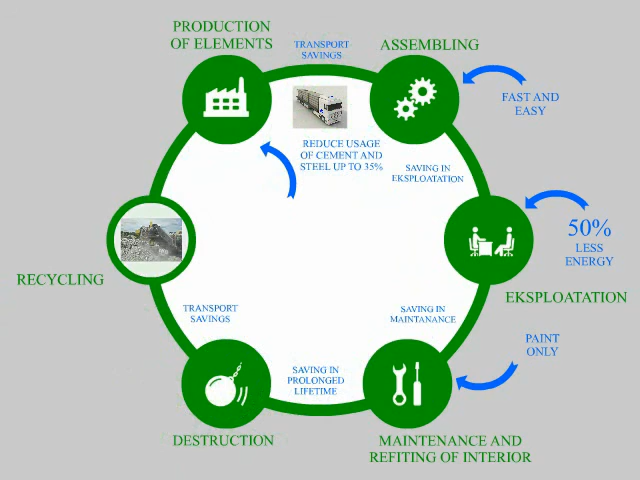 PRODUCTION
OF ELEMENTS
TRANSPORT
SAVINGS
ASSEMBLING
FAST AND
EASY
REDUCE USAGE
OF CEMENT AND
STEEL UP TO 35%
SAVING IN
EKSPLOATATION
50%
LESS
ENERGY
RECYCLING
EKSPLOATATION
TRANSPORT
SAVINGS
SAVING IN
MAINTANANCE
PAINT
ONLY
SAVING IN
PROLONGED
LIFETIME
DESTRUCTION
MAINTENANCE AND
REFITING OF INTERIOR